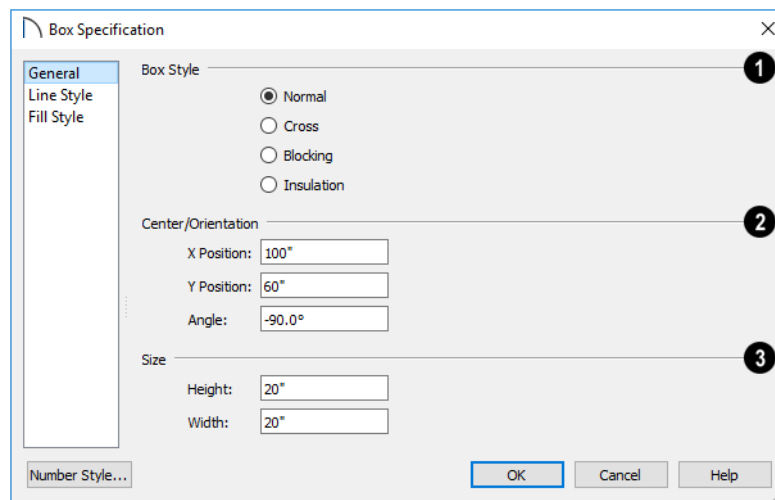 Box Specification
General
Line Style
Fill Style
Box Style
1
Normal
Cross
Blocking
Insulation
Center/Orientation
2
X Position: 100"
Y Position: 60"
Angle: -90.0°
Size
3
Height: 20"
Width: 20"
Number Style... OK Cancel Help